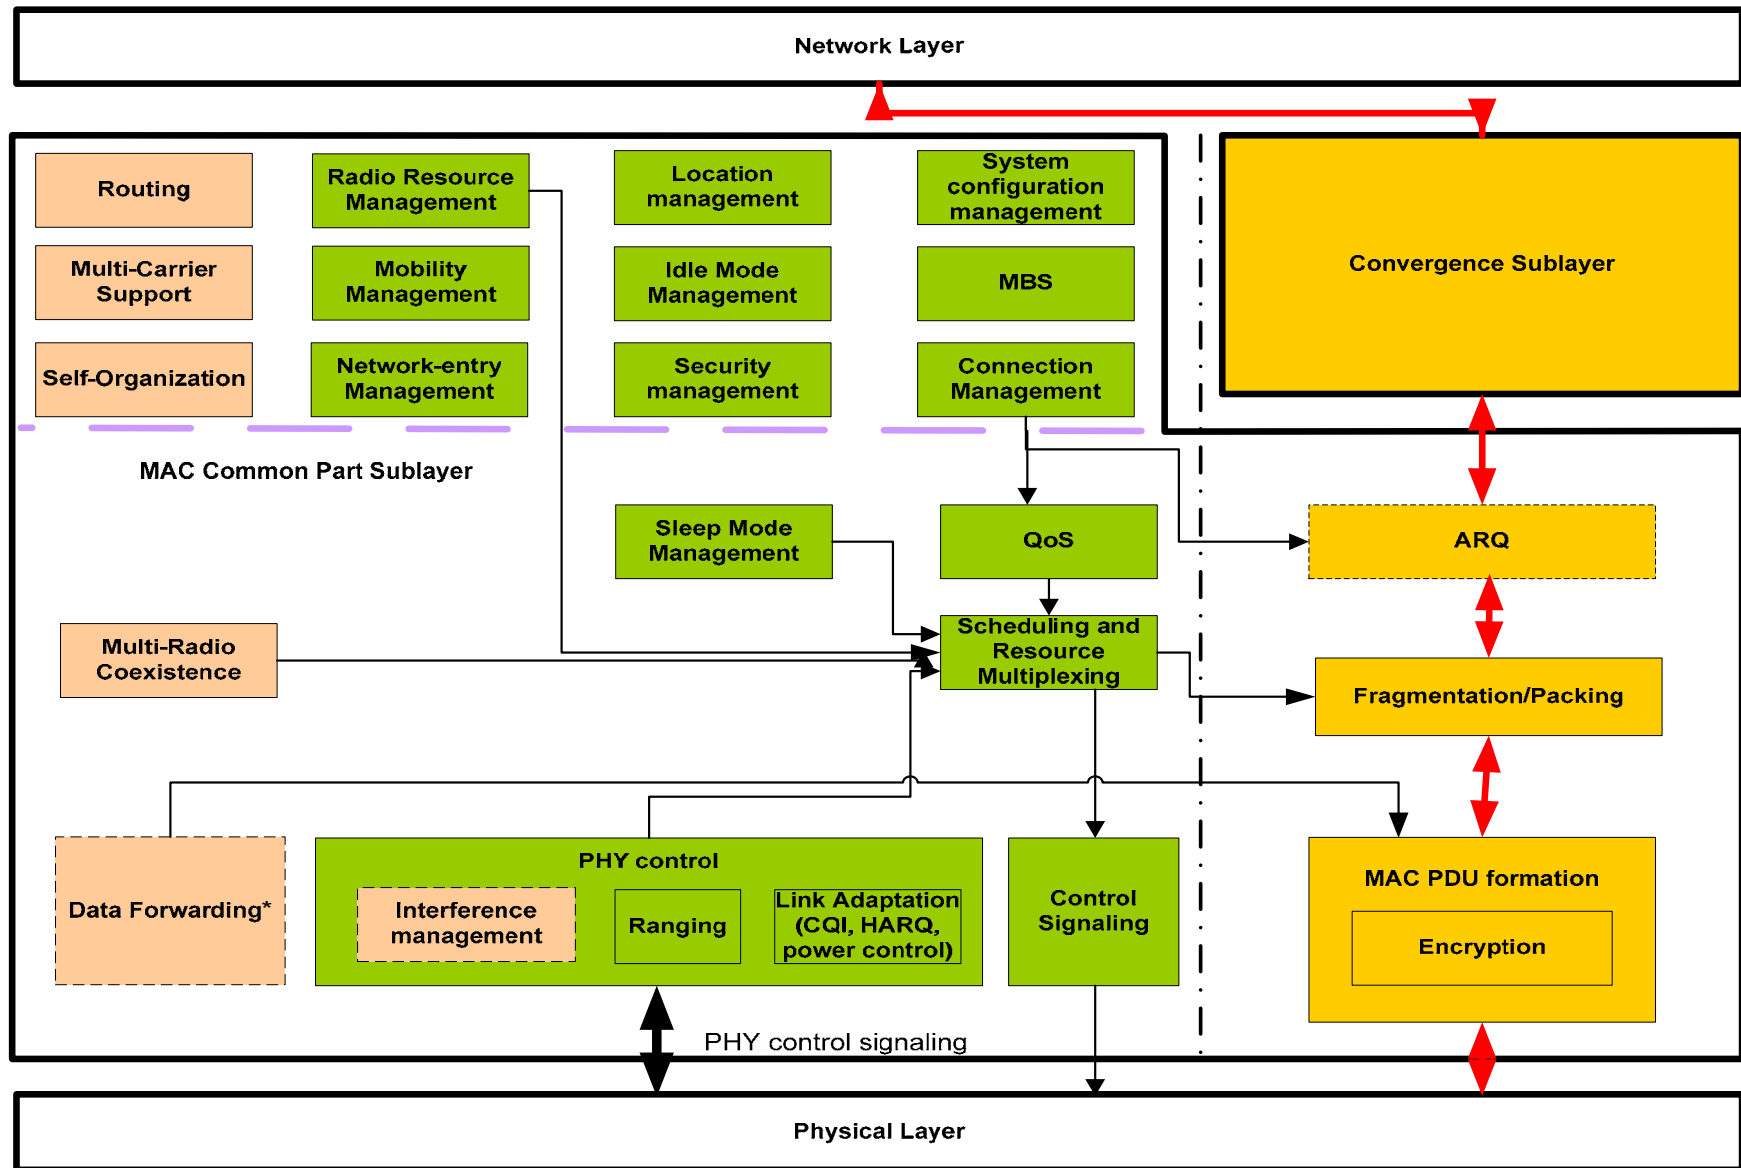 Network Layer
Routing
Radio Resource
Management
Location
management
System
configuration
management
Convergence Sublayer
Multi-Carrier
Support
Mobility
Management
Idle Mode
Management
MBS
Self-Organization
Network-entry
Management
Security
management
Connection
Management
MAC Common Part Sublayer
Sleep Mode
Management
QoS
ARQ
Multi-Radio
Coexistence
Scheduling and
Resource
Multiplexing
Fragmentation/Packing
Data Forwarding*
PHY control
Interference
management
Ranging
Link Adaptation
(CQI, HARQ,
power control)
Control
Signaling
MAC PDU formation
Encryption
PHY control signaling
Physical Layer